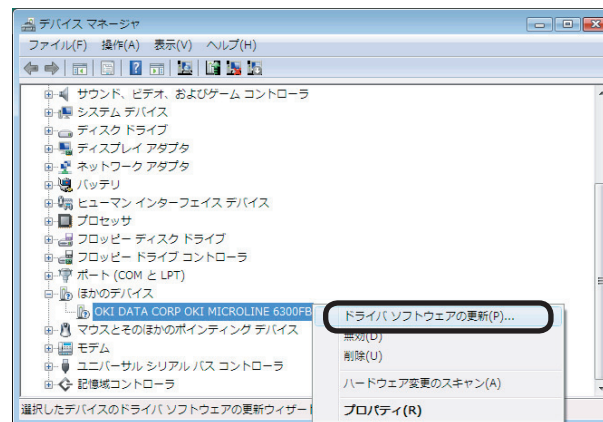 デバイス マネージャ
ファイル(F) 操作(A) 表示(V) ヘルプ(H)
サウンド、ビデオ、およびゲーム コントローラ
システム デバイス
ディスク ドライブ
ディスプレイ アダプタ
ネットワーク アダプタ
バッテリ
ヒューマン インターフェイス デバイス
プロセッサ
フロッピー ディスク ドライブ
フロッピー ドライブ コントローラ
ポート (COM と LPT)
ほかのデバイス
OKI DATA CORP OKI MICROLINE 6300FB
マウスとそのほかのポインティング デバイス
モデム
ユニバーサル シリアル バス コントローラ
記憶域コントローラ
ドライバ ソフトウェアの更新(P)...
無効(D)
削除(U)
ハードウェア変更のスキャン(A)
プロパティ(R)
選択したデバイスのドライバ ソフトウェアの更新ウィザード